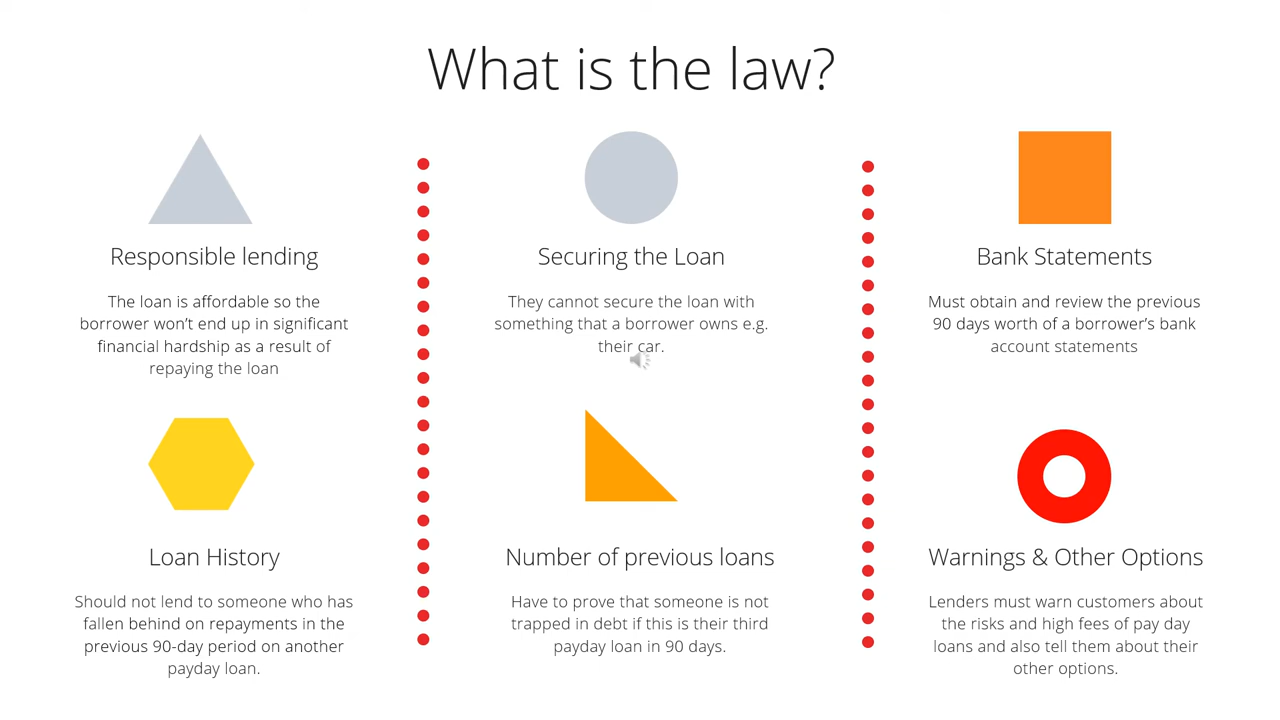 What is the law?
Responsible lending
The loan is affordable so the
borrower won’t end up in significant
financial hardship as a result of
repaying the loan
Securing the Loan
They cannot secure the loan with
something that a borrower owns e.g.
their car.
Bank Statements
Must obtain and review the previous
90 days worth of a borrower’s bank
account statements
Loan History
Should not lend to someone who has
fallen behind on repayments in the
previous 90-day period on another
payday loan.
Number of previous loans
Have to prove that someone is not
trapped in debt if this is their third
payday loan in 90 days.
Warnings & Other Options
Lenders must warn customers about
the risks and high fees of pay day
loans and also tell them about their
other options.